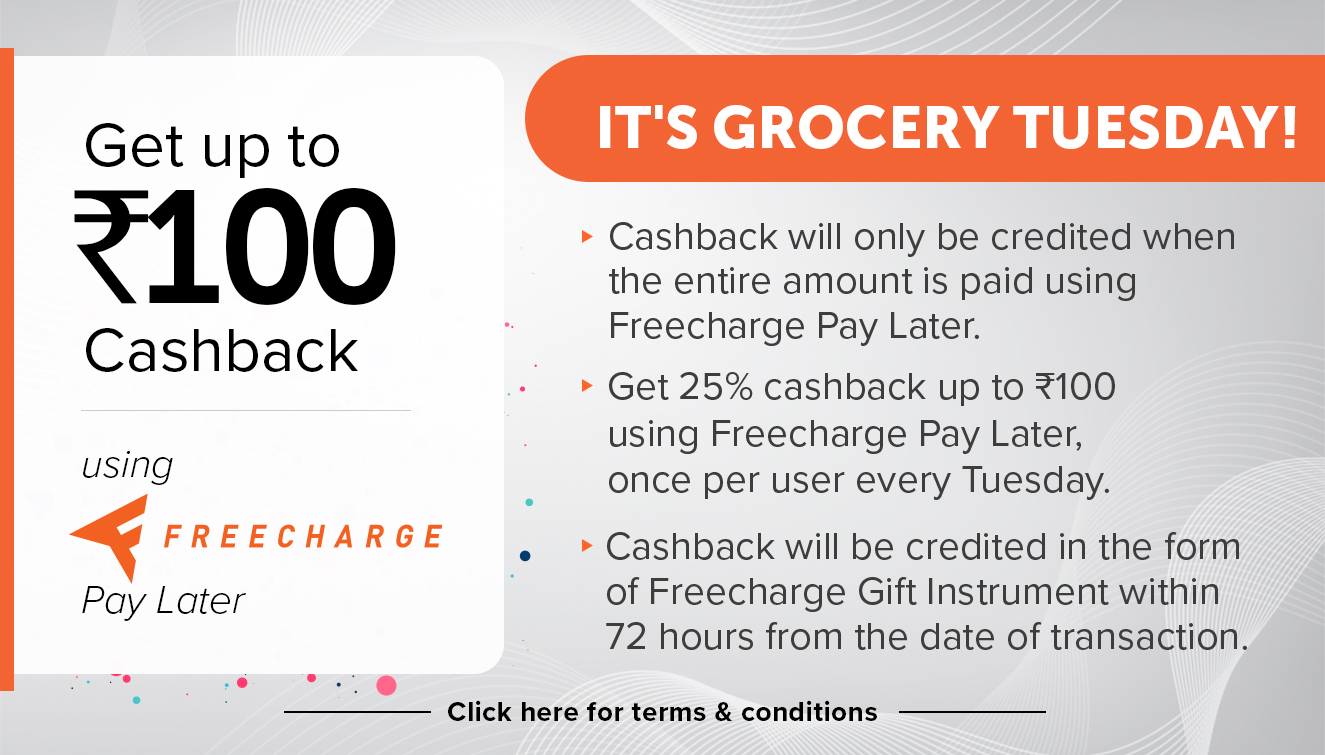 Get up to
₹100
Cashback
using
FREECHARGE
Pay Later
IT'S GROCERY TUESDAY!
Cashback will only be credited when
the entire amount is paid using
Freecharge Pay Later.
Get 25% cashback up to ₹100
using Freecharge Pay Later,
once per user every Tuesday.
Cashback will be credited in the form
of Freecharge Gift Instrument within
72 hours from the date of transaction.
Click here for terms & conditions